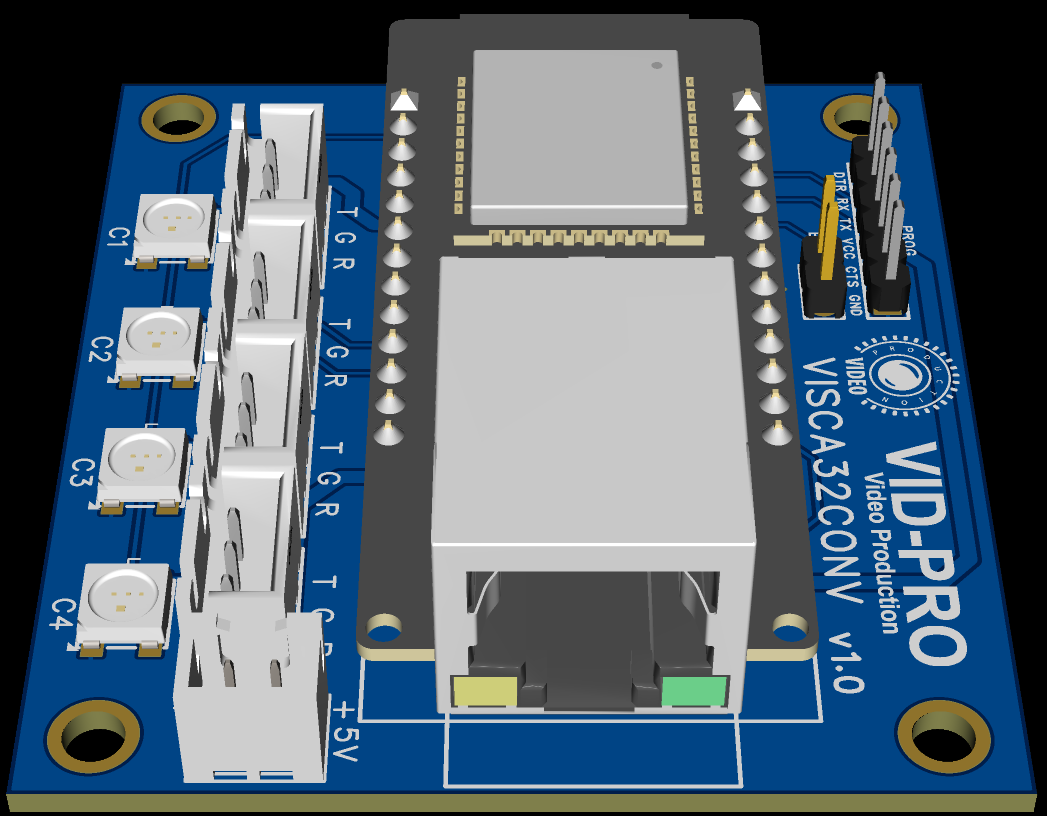 C1
C2
C3
C4
T G R
T G R
T G R
T G
+5V
DTR RX TX VCC CTS GND
PROG
VIDEO
PRODUCTION
VISCA32CONV v1.0
VID-PRO
Video Production